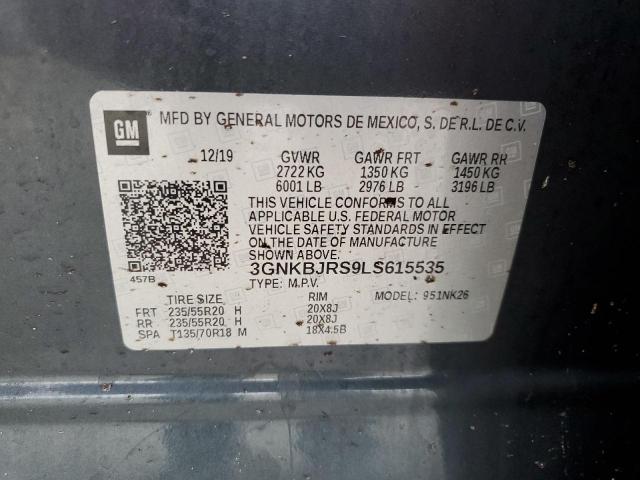 GM
MFD BY GENERAL MOTORS DE MEXICO, S. DE R.L. DE C.V.
12/19 GVWR GAWR FRT GAWR RR
2722 KG 1350 KG 1450 KG
6001 LB 2976 LB 3196 LB
THIS VEHICLE CONFORMS TO ALL
APPLICABLE U.S. FEDERAL MOTOR
VEHICLE SAFETY STANDARDS IN EFFECT
ON THE DATE OF MANUFACTURE
SHOWN ABOVE.
3GNKBJRS9LS615535
457B TYPE: M.P.V.
TIRE SIZE RIM MODEL: 951NK26
FRT 235/55R20 H 20X8J
RR 235/55R20 H 20X8J
SPA T135/70R18 M 18X4.5B